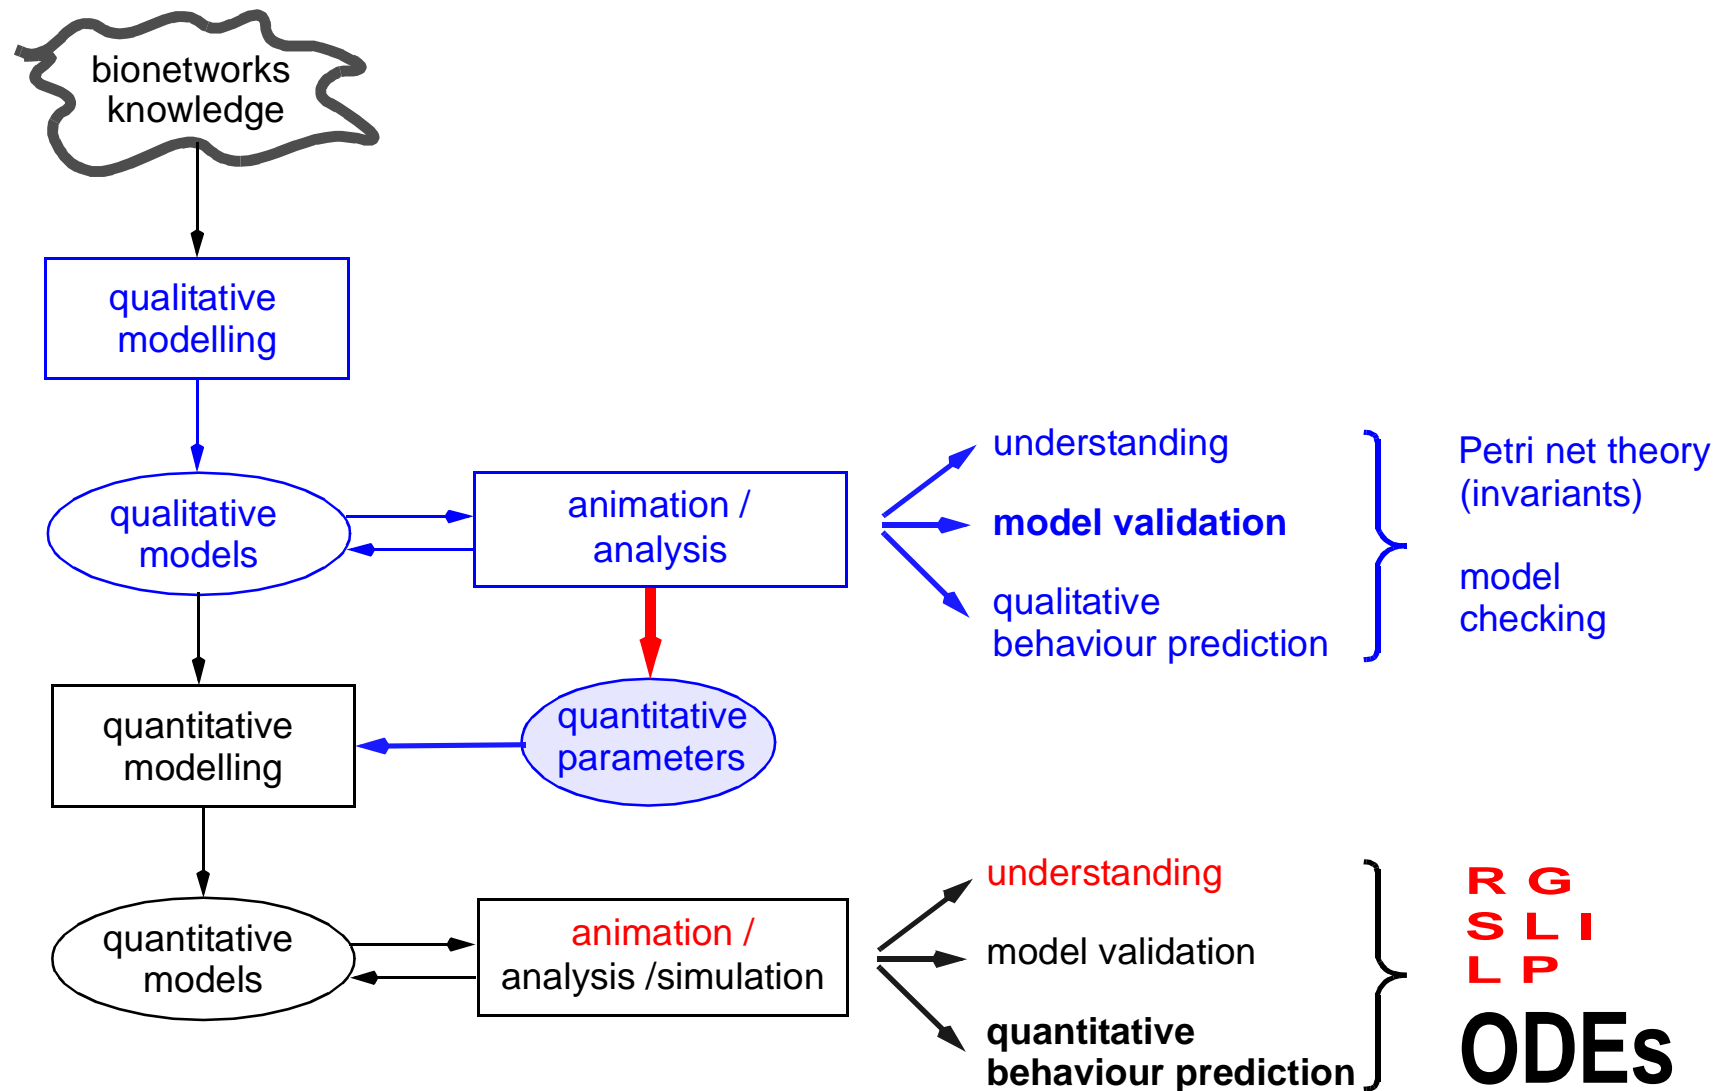 bionetworks
knowledge
qualitative
modelling
qualitative
models
animation /
analysis
understanding
model validation
qualitative
behaviour prediction
Petri net theory
(invariants)
model
checking
quantitative
modelling
quantitative
parameters
quantitative
models
animation /
analysis /simulation
understanding
model validation
quantitative
behaviour prediction
R G
S L I
L P
ODEs